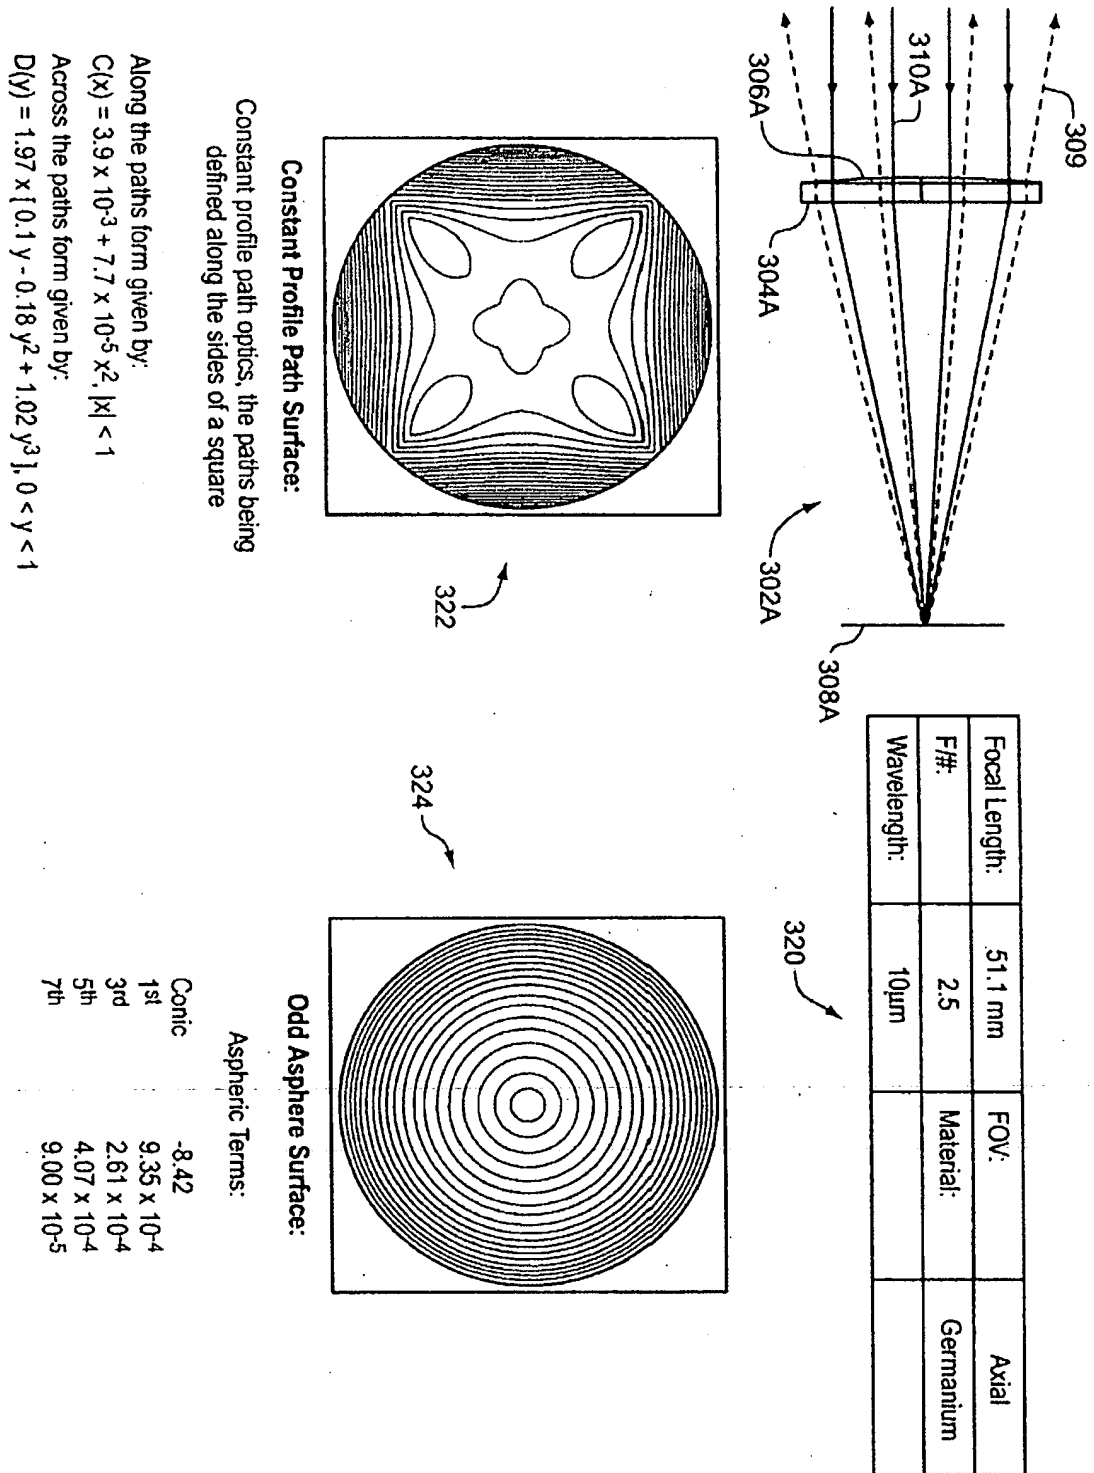 309
310A
306A
304A
302A
308A
Focal Length: 51.1 mm FOV: Axial
F/#: 2.5 Material: Germanium
Wavelength: 10µm
320
322
324
Constant Profile Path Surface:
Constant profile path optics, the paths being
defined along the sides of a square
Along the paths form given by:
C(x) = 3.9 x 10-3 + 7.7 x 10-5 x2, |x| < 1
Across the paths form given by:
D(y) = 1.97 x [ 0.1 y - 0.18 y2 + 1.02 y3 ], 0 < y < 1
Odd Asphere Surface:
Aspheric Terms:
Conic -8.42
1st 9.35 x 10-4
3rd 2.61 x 10-4
5th 4.07 x 10-4
7th 9.00 x 10-5